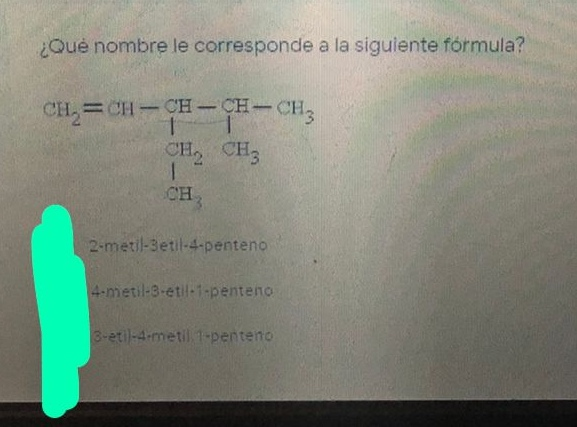 ¿Qué nombre le corresponde a la siguiente fórmula?
CH₂=CH—CH—CH—CH₃
CH₂ CH₃
CH₃
2-metil-3etil-4-penteno
4-metil-3-etil-1-penteno
3-etil-4-metil 1-penteno